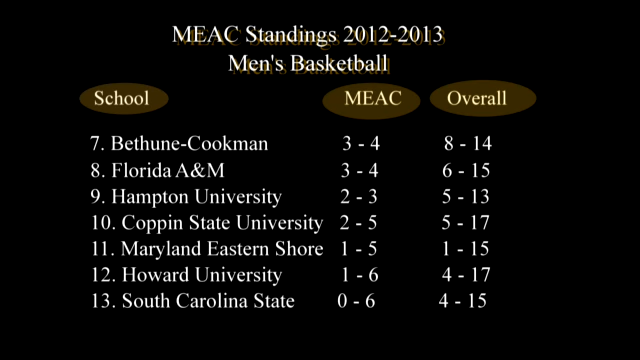 MEAC Standings 2012-2013
Men's Basketball
School MEAC Overall
7. Bethune-Cookman 3 - 4 8 - 14
8. Florida A&M 3 - 4 6 - 15
9. Hampton University 2 - 3 5 - 13
10. Coppin State University 2 - 5 5 - 17
11. Maryland Eastern Shore 1 - 5 1 - 15
12. Howard University 1 - 6 4 - 17
13. South Carolina State 0 - 6 4 - 15